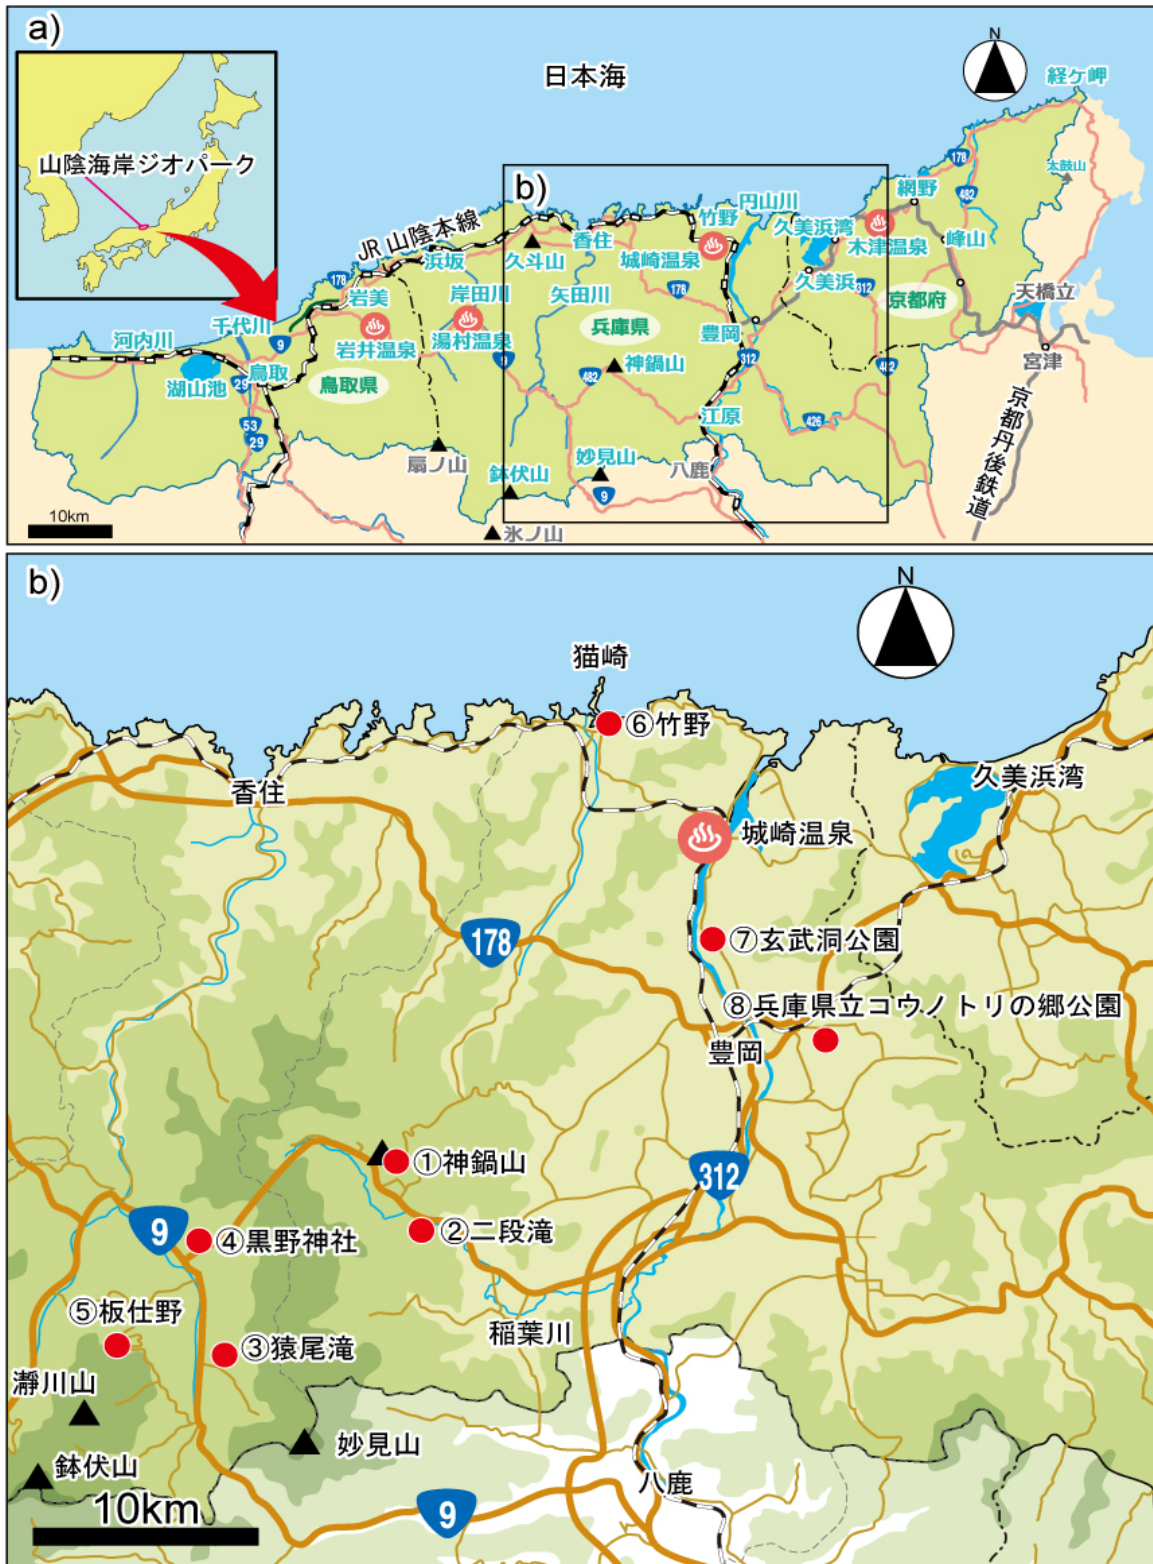 a)
日本海
N
経ケ岬
山陰海岸ジオパーク
178
太鼓山
b)
網野
482
JR山陰本線
竹野
円山川
久美浜湾
木津温泉
峰山
香住
浜坂
久斗山
城崎温泉
178
岩美
岸田川
矢田川
178
久美浜
312
京都府
天橋立
千代川
河内川
9
岩井温泉
湯村温泉
9
兵庫県
豊岡
312
宮津
鳥取
湖山池
29
鳥取県
482
神鍋山
482
53
29
江原
426
京都丹後鉄道
扇ノ山
鉢伏山
妙見山
八鹿
9
10km
氷ノ山
b)
N
猫崎
⑥竹野
香住
久美浜湾
城崎温泉
178
⑦玄武洞公園
⑧兵庫県立コウノトリの郷公園
豊岡
①神鍋山
312
9
②二段滝
④黒野神社
⑤板仕野
③猿尾滝
稲葉川
瀞川山
妙見山
鉢伏山
八鹿
10km
9